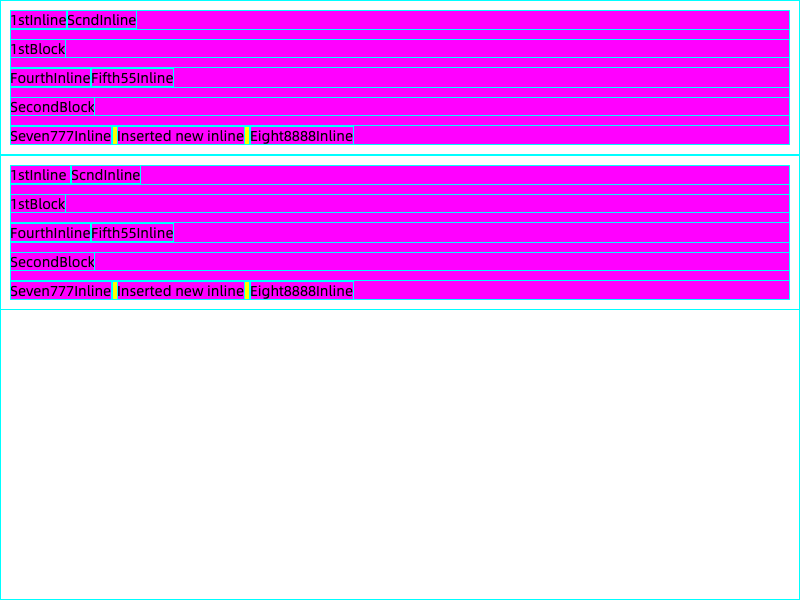 1stInlineScndInline
1stBlock
FourthInlineFifth55Inline
SecondBlock
Seven777Inline Inserted new inline Eight8888Inline
1stInline ScndInline
1stBlock
FourthInlineFifth55Inline
SecondBlock
Seven777Inline Inserted new inline Eight8888Inline